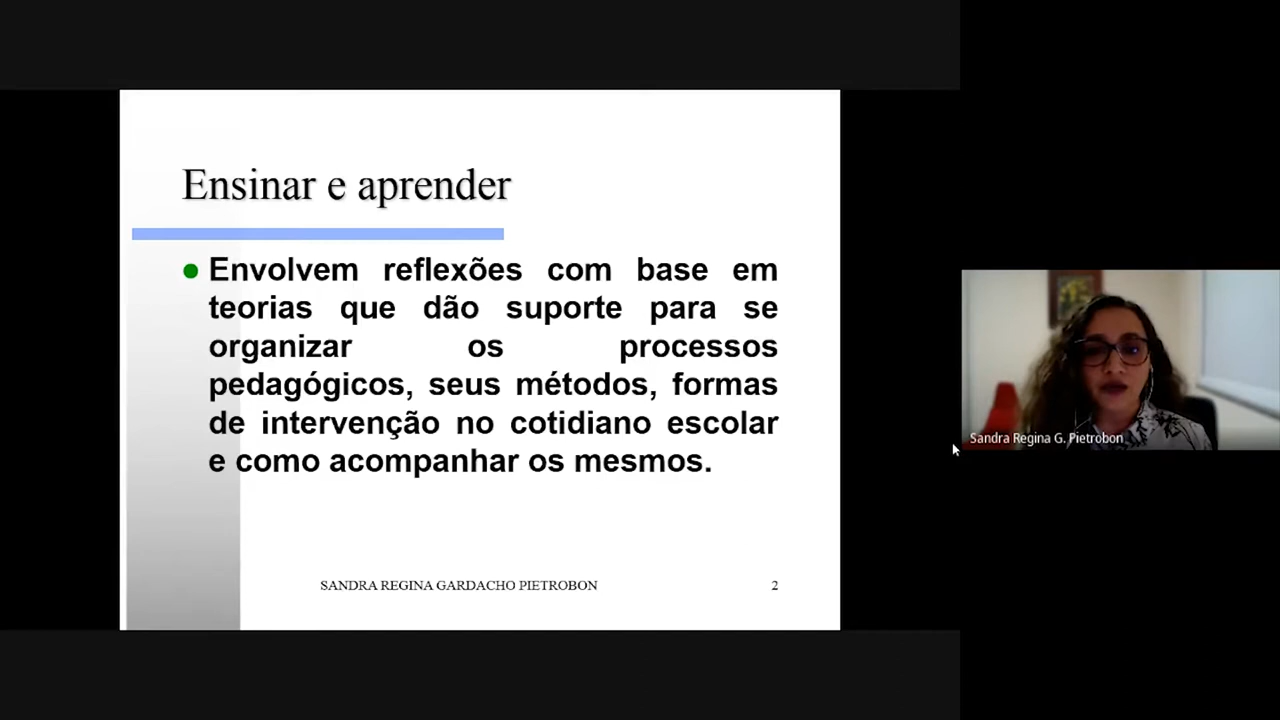 Ensinar e aprender
Envolvem reflexões com base em
teorias que dão suporte para se
organizar os processos
pedagógicos, seus métodos, formas
de intervenção no cotidiano escolar
e como acompanhar os mesmos.
SANDRA REGINA GARDACHO PIETROBON
2
Sandra Regina G. Pietrobon